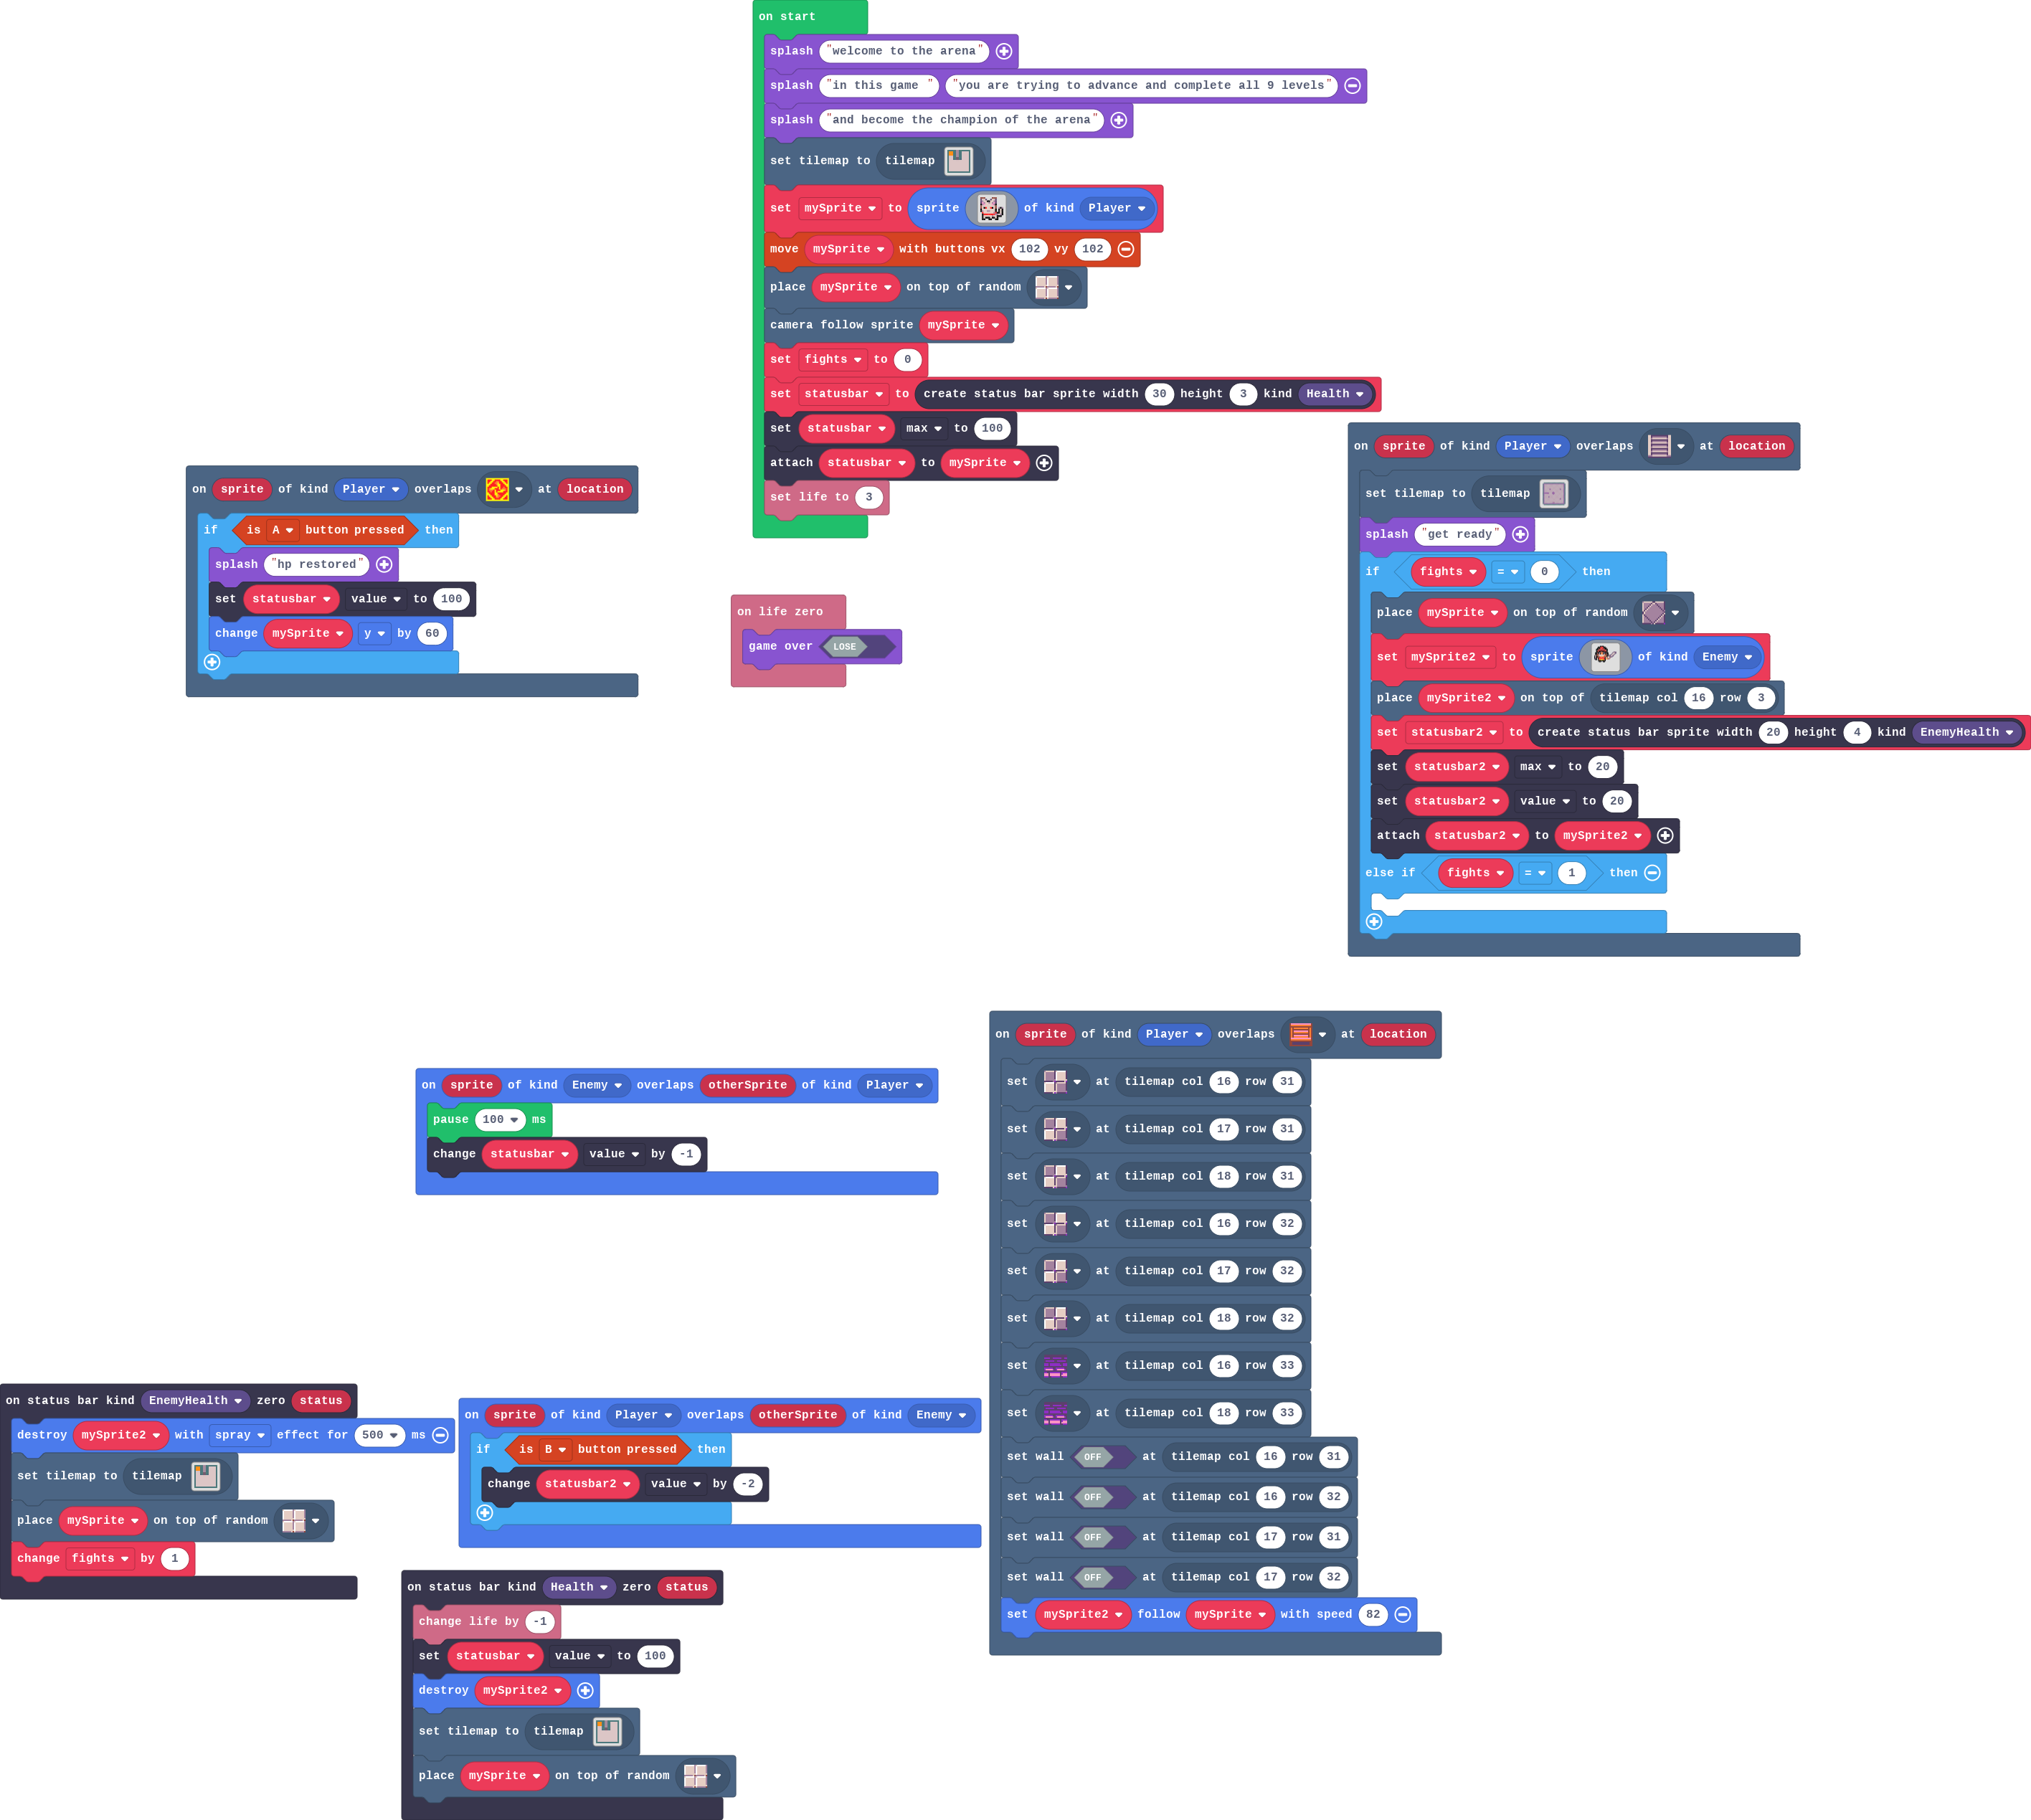 on start
splash "welcome to the arena"
splash "in this game " "you are trying to advance and complete all 9 levels"
splash "and become the champion of the arena"
set tilemap to tilemap
set mySprite to sprite of kind Player
move mySprite with buttons vx 102 vy 102
place mySprite on top of random
camera follow sprite mySprite
set fights to 0
set statusbar to create status bar sprite width 30 height 3 kind Health
set statusbar max to 100
attach statusbar to mySprite
set life to 3
on sprite of kind Player overlaps at location
if is A button pressed then
splash "hp restored"
set statusbar value to 100
change mySprite y by 60
on life zero
game over LOSE
on sprite of kind Player overlaps at location
set tilemap to tilemap
splash "get ready"
if fights = 0 then
place mySprite on top of random
set mySprite2 to sprite of kind Enemy
place mySprite2 on top of tilemap col 16 row 3
set statusbar2 to create status bar sprite width 20 height 4 kind EnemyHealth
set statusbar2 max to 20
set statusbar2 value to 20
attach statusbar2 to mySprite2
else if fights = 1 then
on sprite of kind Enemy overlaps otherSprite of kind Player
pause 100 ms
change statusbar value by -1
on sprite of kind Player overlaps at location
set at tilemap col 16 row 31
set at tilemap col 17 row 31
set at tilemap col 18 row 31
set at tilemap col 16 row 32
set at tilemap col 17 row 32
set at tilemap col 18 row 32
set at tilemap col 16 row 33
set at tilemap col 18 row 33
set wall OFF at tilemap col 16 row 31
set wall OFF at tilemap col 16 row 32
set wall OFF at tilemap col 17 row 31
set wall OFF at tilemap col 17 row 32
set mySprite2 follow mySprite with speed 82
on status bar kind EnemyHealth zero status
destroy mySprite2 with spray effect for 500 ms
set tilemap to tilemap
place mySprite on top of random
change fights by 1
on sprite of kind Player overlaps otherSprite of kind Enemy
if is B button pressed then
change statusbar2 value by -2
on status bar kind Health zero status
change life by -1
set statusbar value to 100
destroy mySprite2
set tilemap to tilemap
place mySprite on top of random